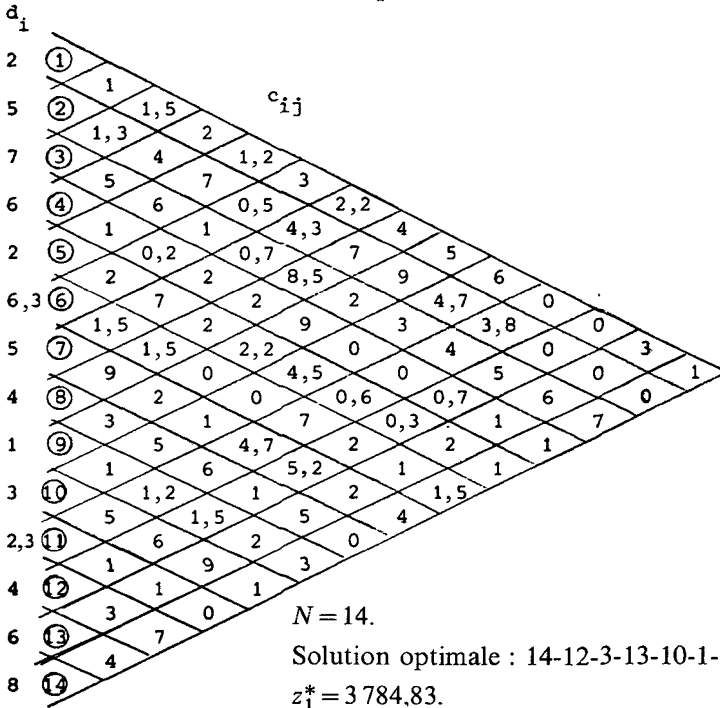 d_i
2 ①
1
c_ij
5 ② 1,5
1,3 2
7 ③ 4 1,2
5 7 3
6 ④ 6 0,5 2,2
1 1 4,3 4
2 ⑤ 0,2 0,7 7 5
2 2 8,5 9 6
6,3 ⑥ 7 2 2 4,7 0
1,5 2 9 3 3,8 0
5 ⑦ 1,5 2,2 0 4 0 3
9 0 4,5 0 5 0 1
4 ⑧ 2 0 0,6 0,7 6 0
3 1 7 0,3 1 7
1 ⑨ 5 4,7 2 2 1
1 6 5,2 1 1
3 ⑩ 1,2 1 2 1,5
5 1,5 5 4
2,3 ⑪ 6 2 0
1 9 3
4 ⑫ 1 1
3 0
N = 14.
6 ⑬ 7
4
Solution optimale : 14-12-3-13-10-1-
8 ⑭
z₁* = 3 784,83.